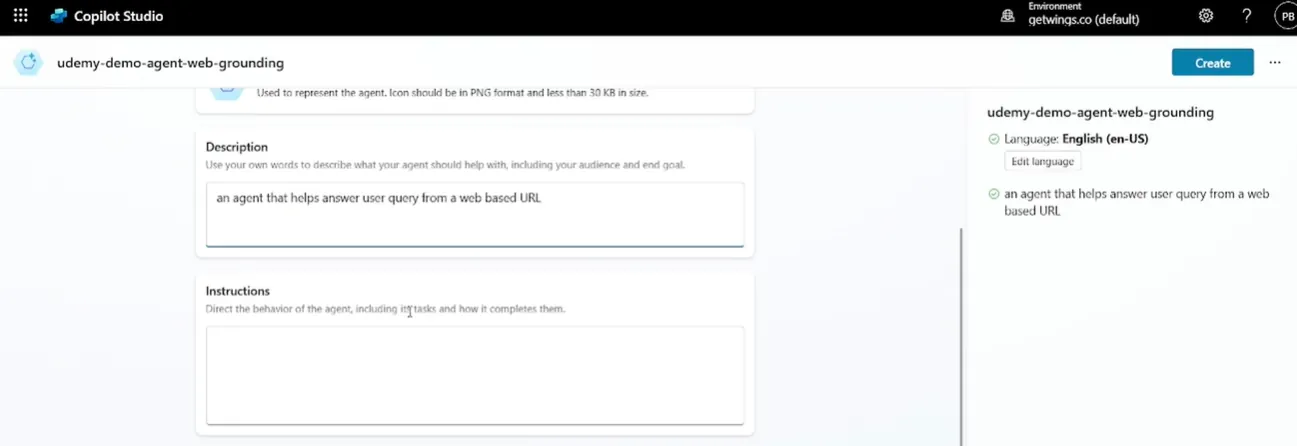 Copilot Studio
Environment
getwings.co (default)
?
PB
udemy-demo-agent-web-grounding
Create
...
Used to represent the agent. Icon should be in PNG format and less than 30 KB in size.
Description
Use your own words to describe what your agent should help with, including your audience and end goal.
an agent that helps answer user query from a web based URL
Instructions
Direct the behavior of the agent, including its tasks and how it completes them.
udemy-demo-agent-web-grounding
Language: English (en-US)
Edit language
an agent that helps answer user query from a web
based URL